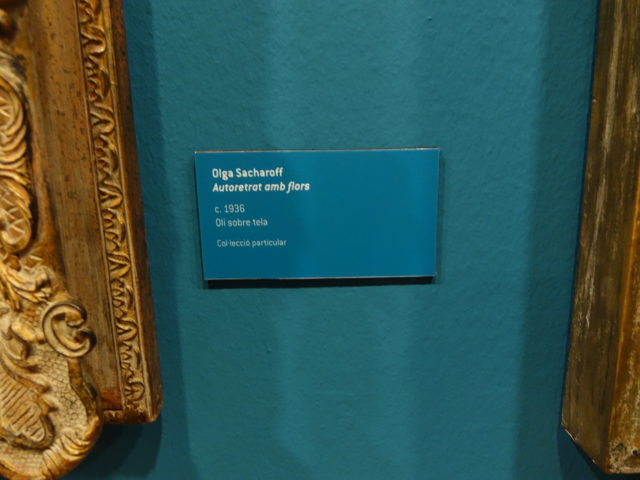 Olga Sacharoff
Autoretrat amb flors
c. 1936
Oli sobre tela
Col·lecció particular